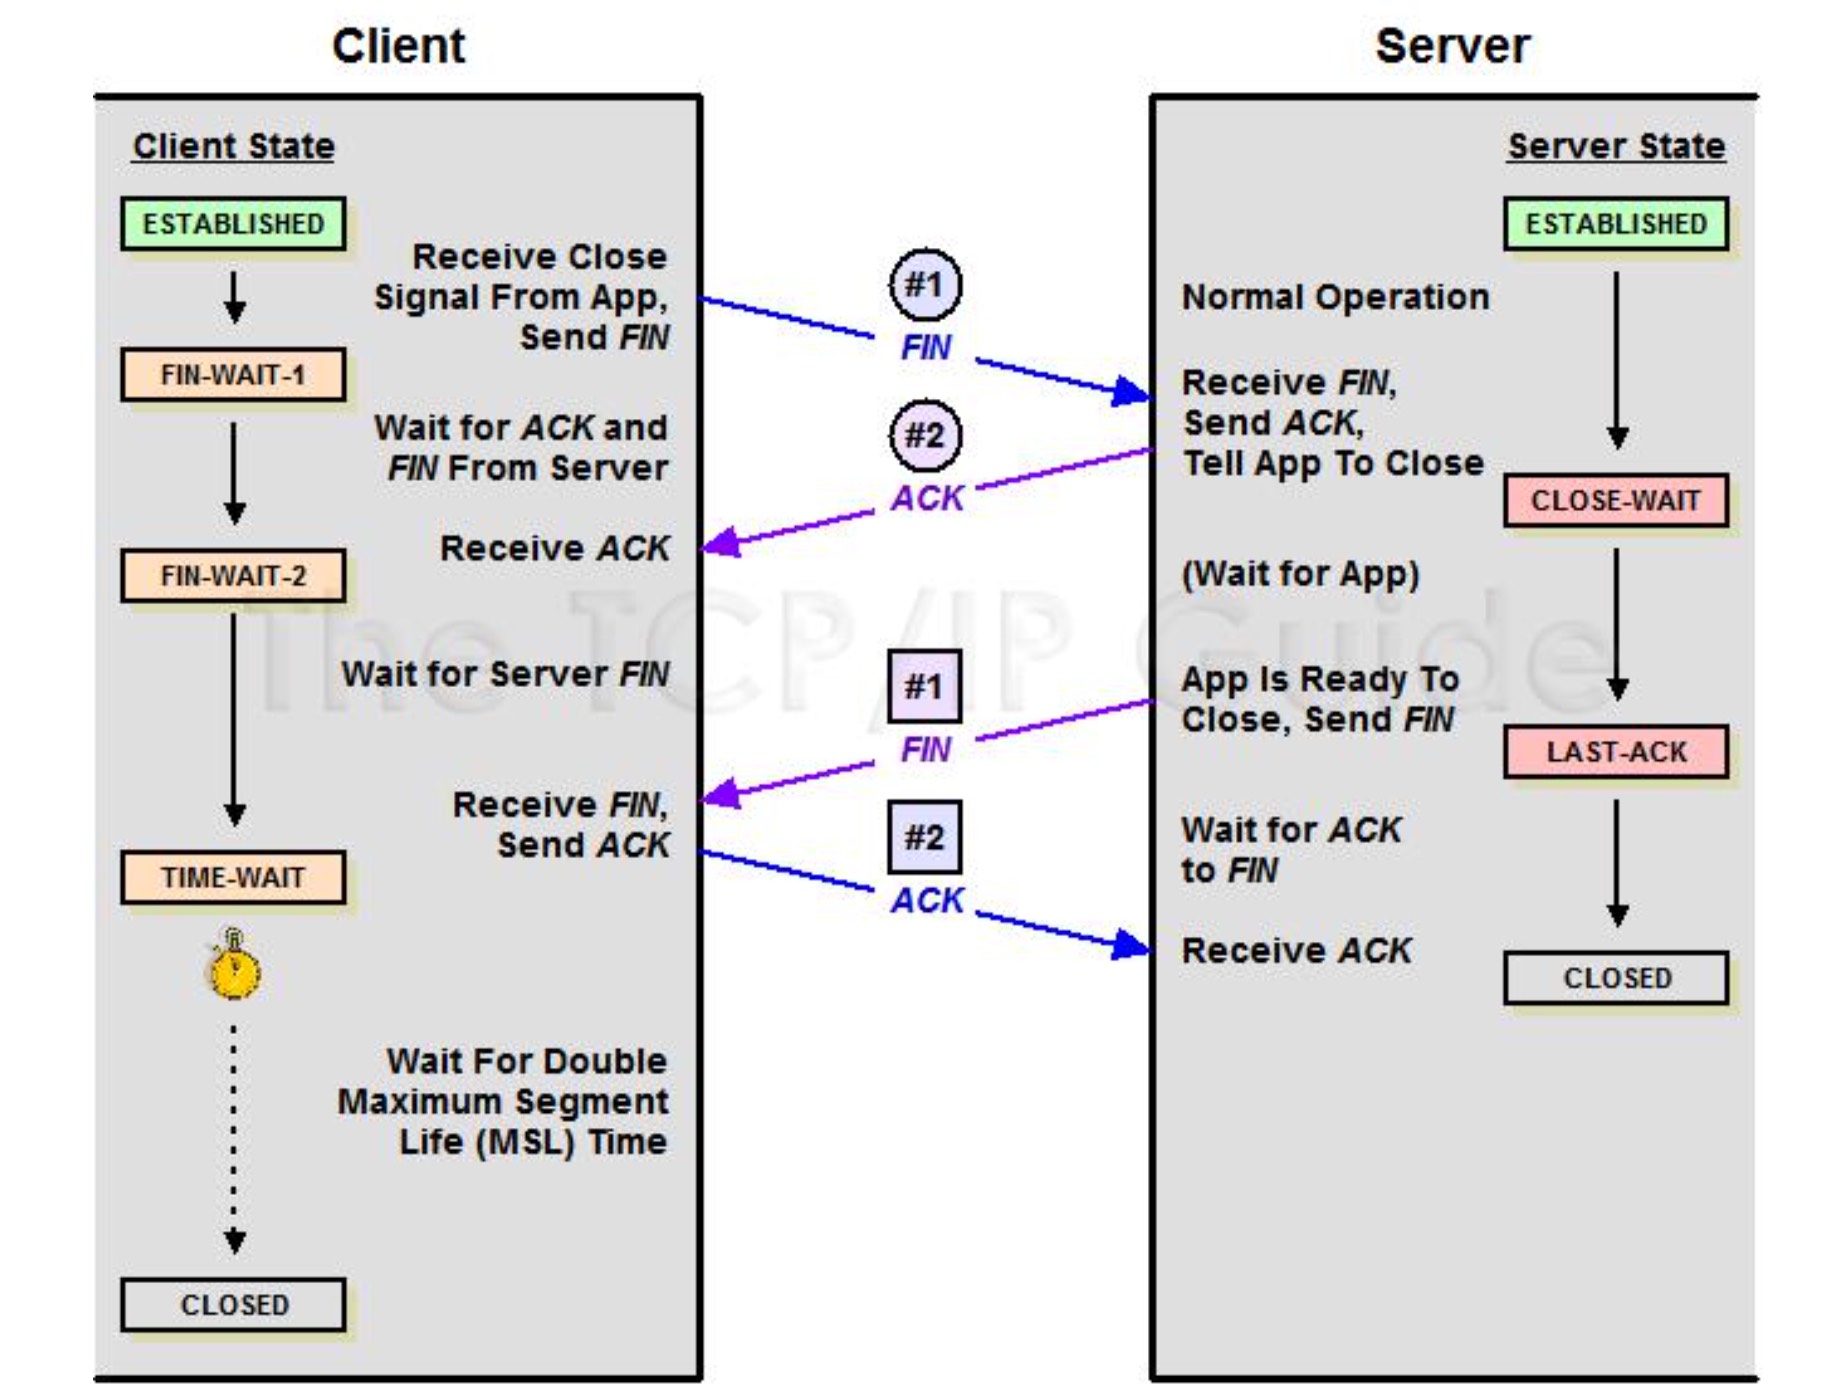 Client
Server
Client State
ESTABLISHED
Receive Close
Signal From App,
Send FIN
FIN-WAIT-1
Wait for ACK and
FIN From Server
Receive ACK
FIN-WAIT-2
Wait for Server FIN
Receive FIN,
Send ACK
TIME-WAIT
Wait For Double
Maximum Segment
Life (MSL) Time
CLOSED
#1
FIN
#2
ACK
#1
FIN
#2
ACK
Server State
ESTABLISHED
Normal Operation
Receive FIN,
Send ACK,
Tell App To Close
CLOSE-WAIT
(Wait for App)
App Is Ready To
Close, Send FIN
LAST-ACK
Wait for ACK
to FIN
Receive ACK
CLOSED
The TCP/IP Guide